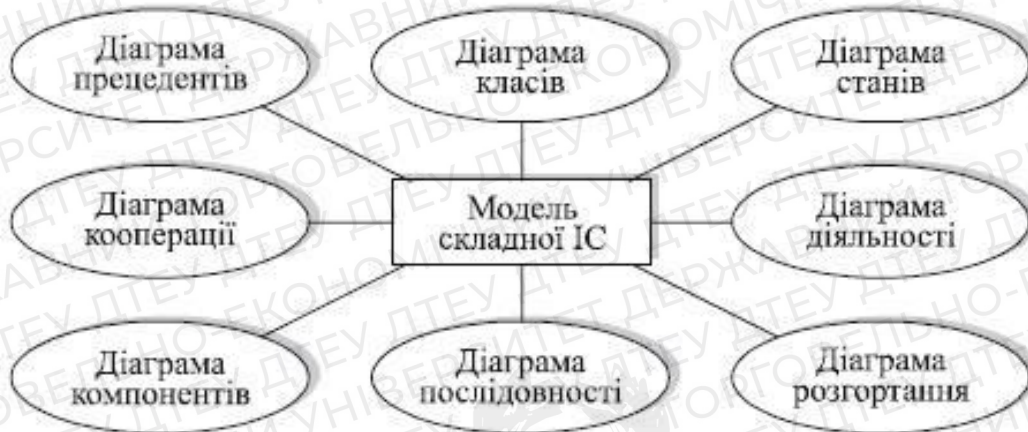 Діаграма
прецедентів
Діаграма
класів
Діаграма
станів
Діаграма
кооперації
Модель
складної ІС
Діаграма
діяльності
Діаграма
компонентів
Діаграма
послідовності
Діаграма
розгортання